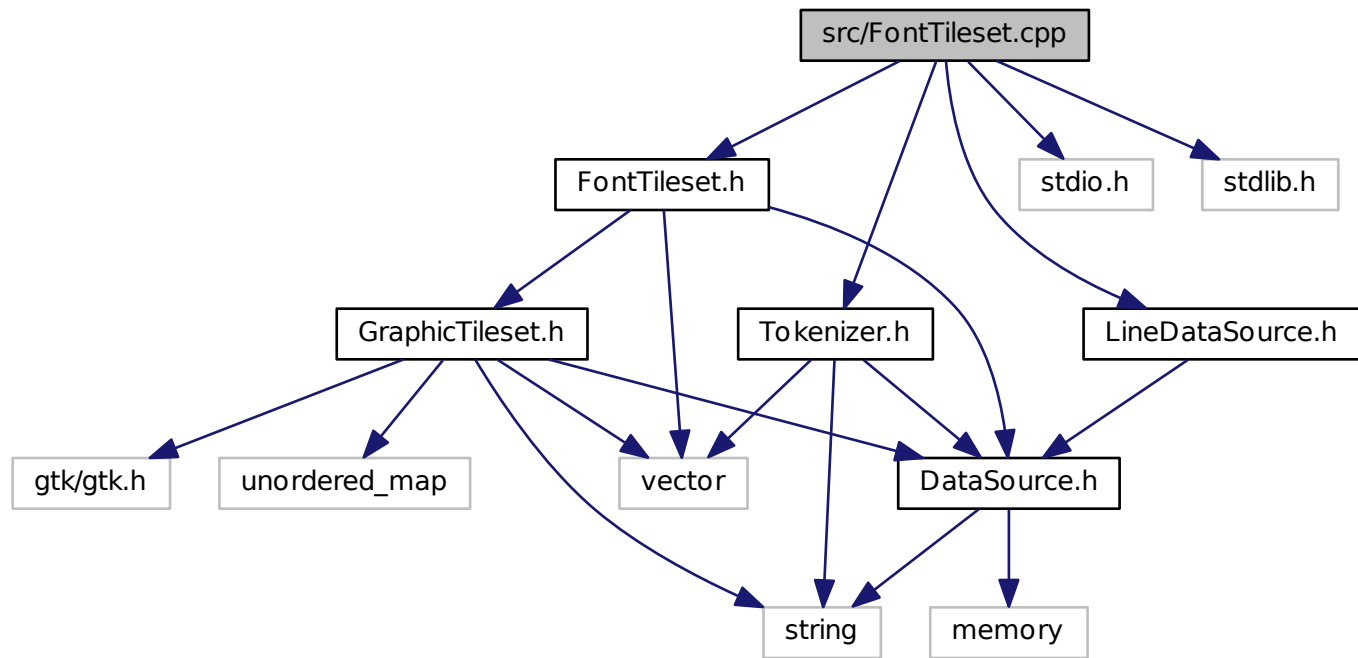 src/FontTileset.cpp
FontTileset.h
stdio.h
stdlib.h
GraphicTileset.h
Tokenizer.h
LineDataSource.h
gtk/gtk.h
unordered_map
vector
DataSource.h
string
memory